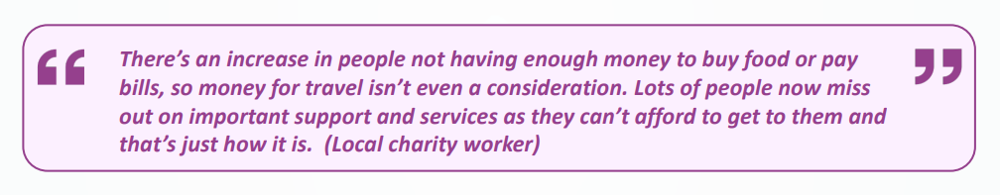 There’s an increase in people not having enough money to buy food or pay
bills, so money for travel isn’t even a consideration. Lots of people now miss
out on important support and services as they can’t afford to get to them and
that’s just how it is.  (Local charity worker)